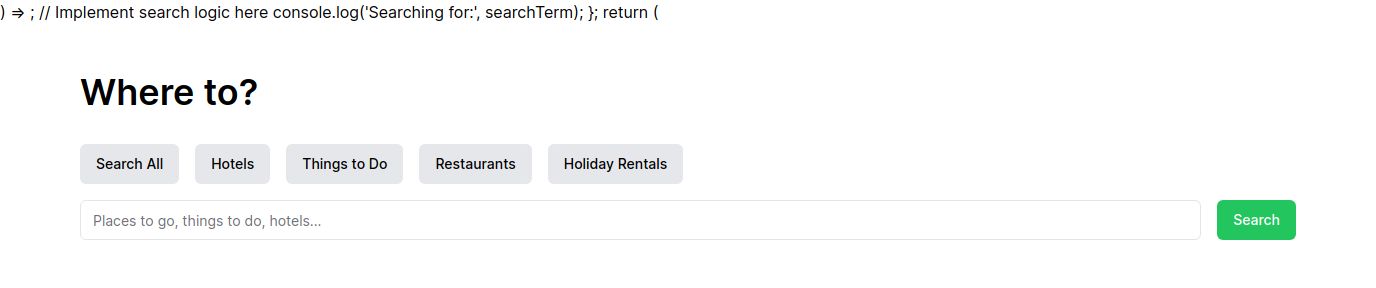 ) => ; // Implement search logic here console.log('Searching for:', searchTerm); }; return (
Where to?
Search All Hotels Things to Do Restaurants Holiday Rentals
Places to go, things to do, hotels... Search